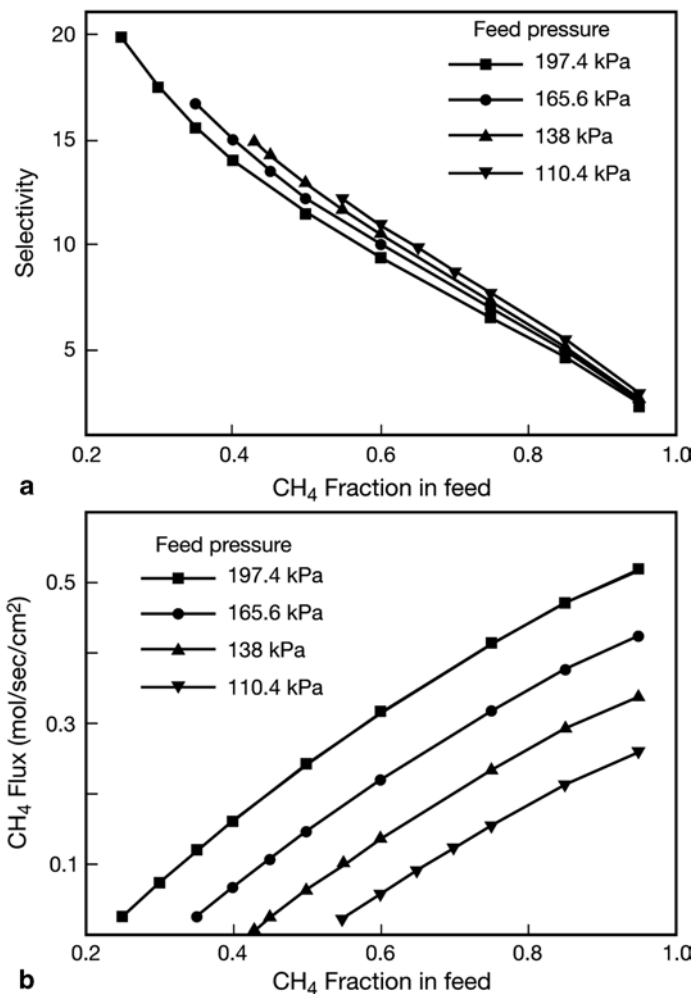 20
15
10
5
Selectivity
Feed pressure
197.4 kPa
165.6 kPa
138 kPa
110.4 kPa
0.2 0.4 0.6 0.8 1.0
CH₄ Fraction in feed
a
0.5
0.3
0.1
CH₄ Flux (mol/sec/cm²)
Feed pressure
197.4 kPa
165.6 kPa
138 kPa
110.4 kPa
0.2 0.4 0.6 0.8 1.0
CH₄ Fraction in feed
b